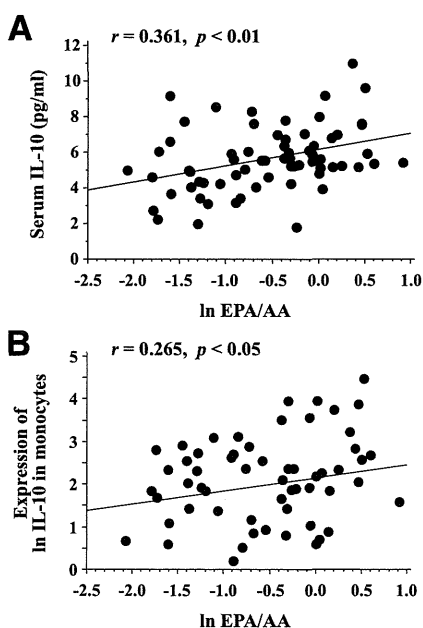 A
r = 0.361, p < 0.01
12
10
8
6
4
2
0
Serum IL-10 (pg/ml)
-2.5 -2.0 -1.5 -1.0 -0.5 0.0 0.5 1.0
ln EPA/AA
B
r = 0.265, p < 0.05
5
4
3
2
1
0
Expression of
ln IL-10 in monocytes
-2.5 -2.0 -1.5 -1.0 -0.5 0.0 0.5 1.0
ln EPA/AA